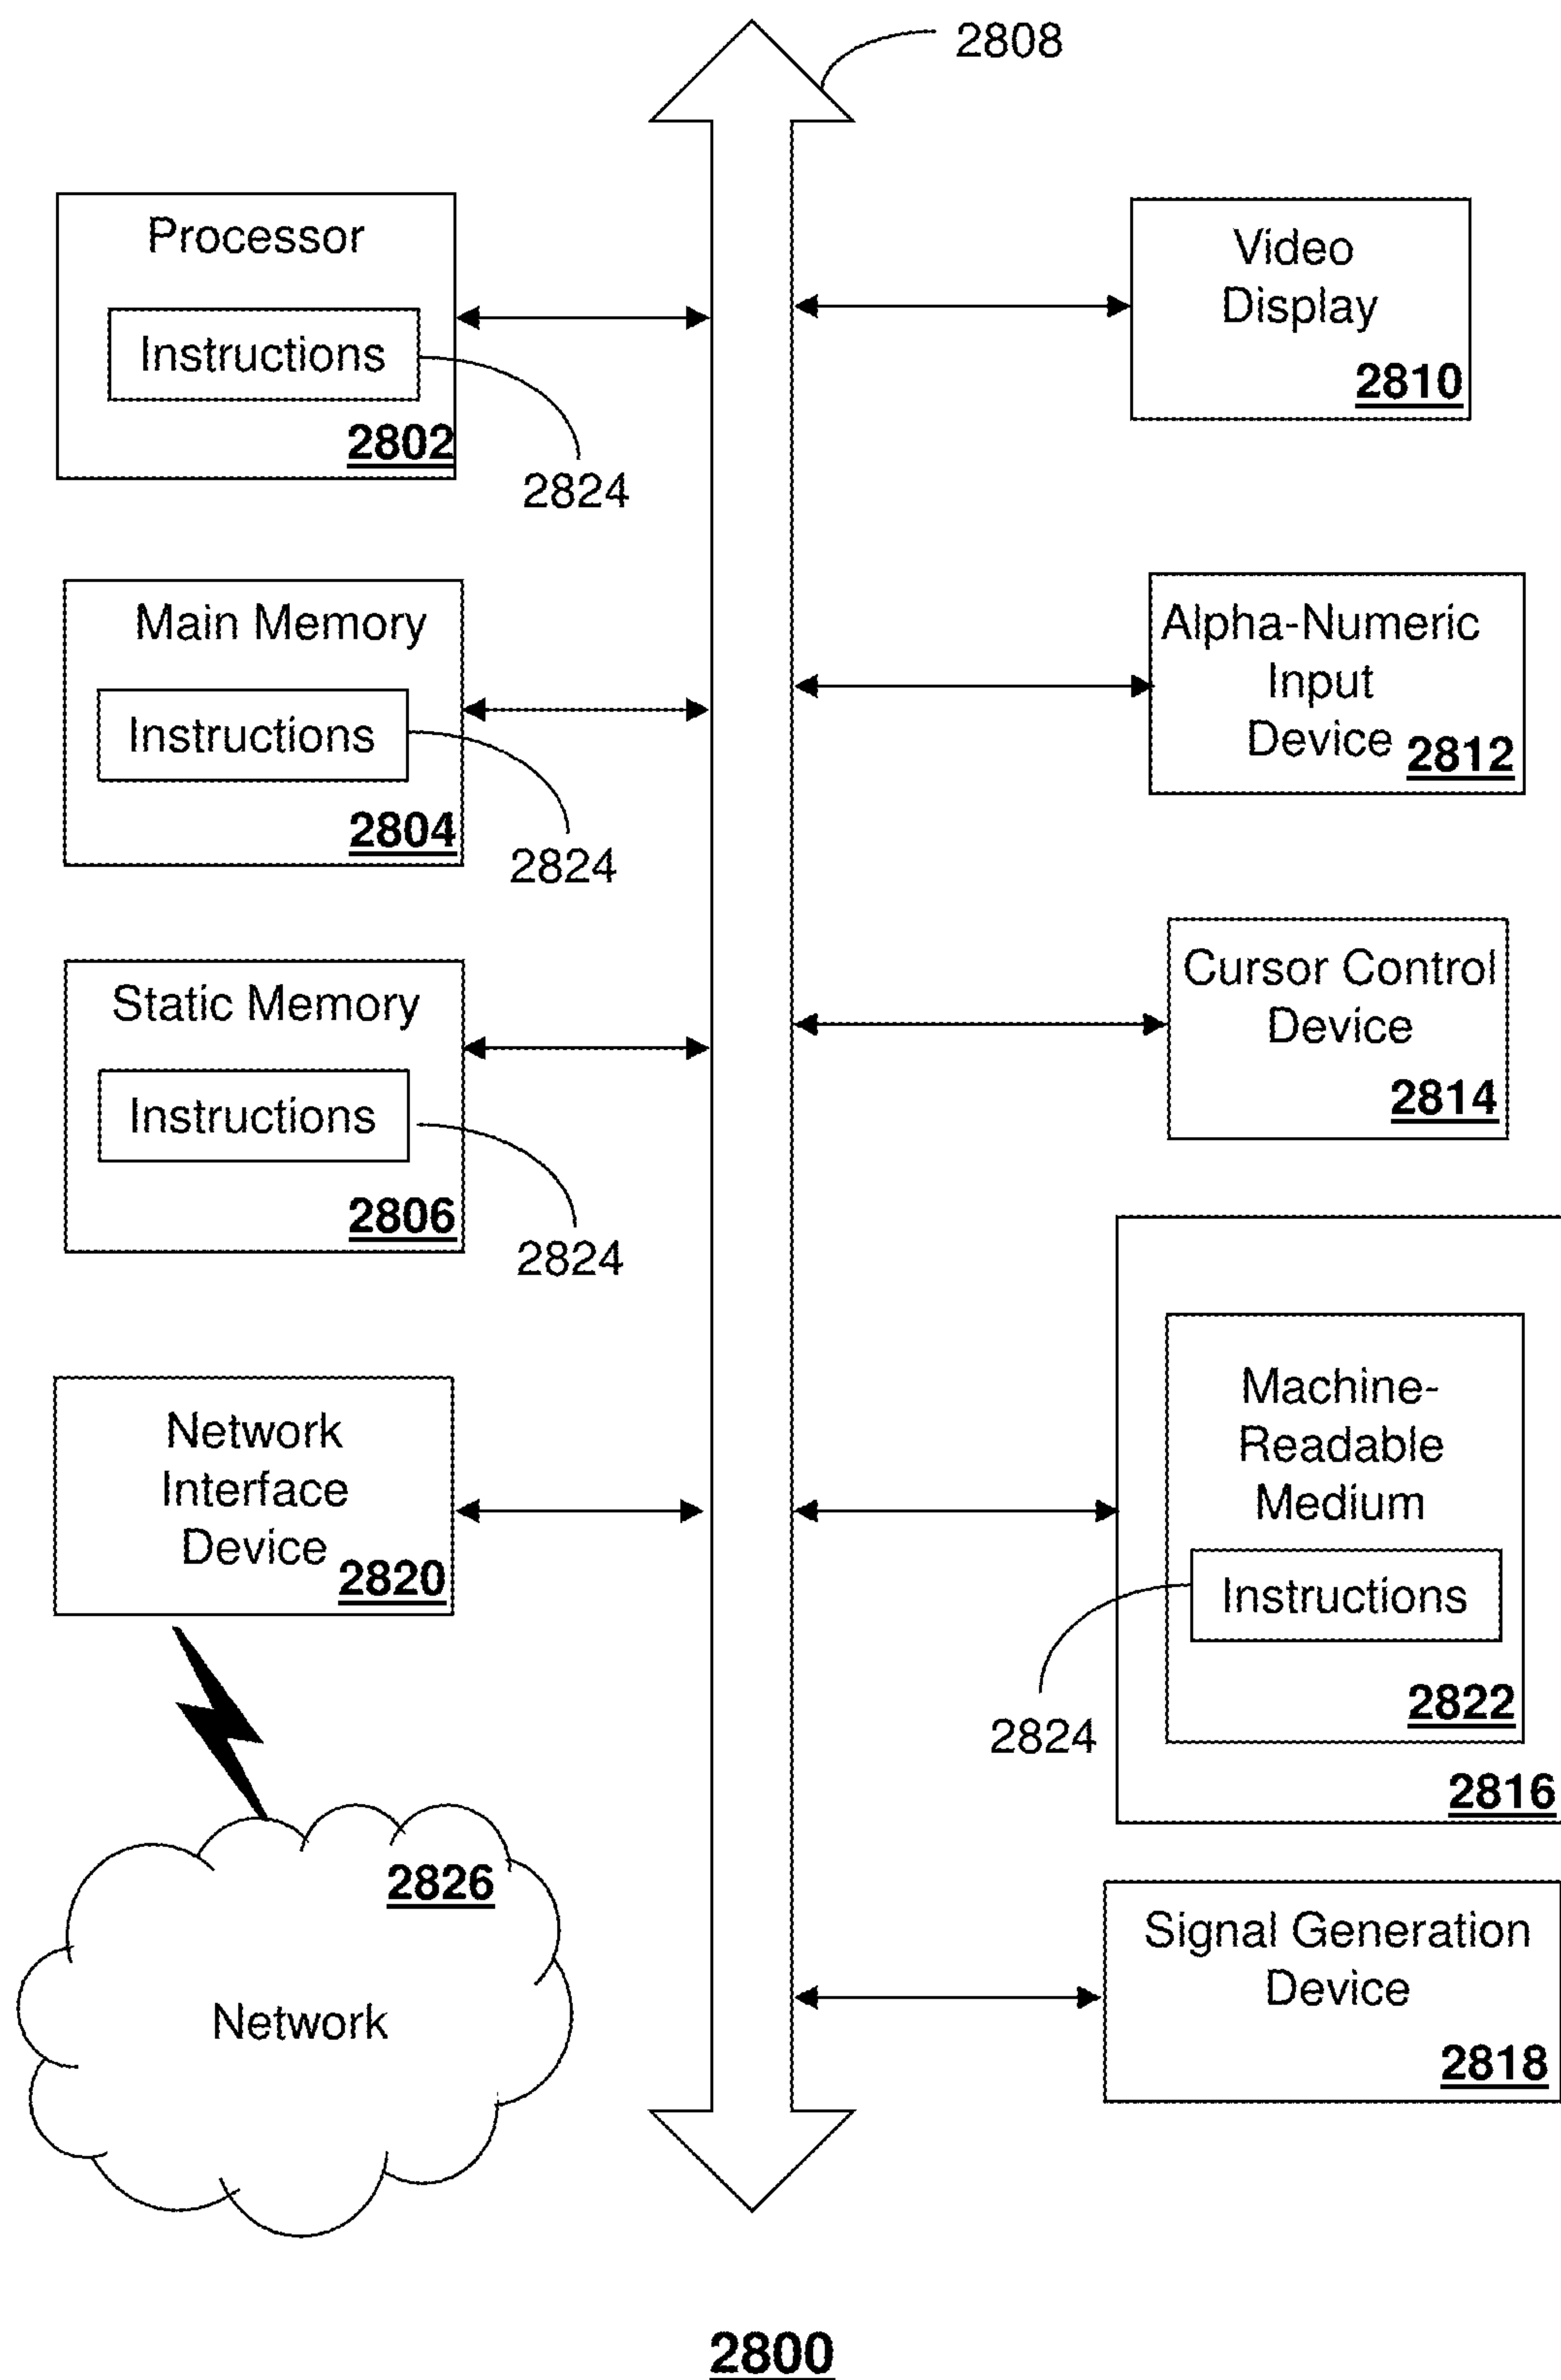 2808
Processor
Instructions
2802
2824
Main Memory
Instructions
2804
2824
Static Memory
Instructions
2806
2824
Network
Interface
Device
2820
2826
Network
Video
Display
2810
Alpha-Numeric
Input
Device
2812
Cursor Control
Device
2814
Machine-
Readable
Medium
Instructions
2824
2822
2816
Signal Generation
Device
2818
2800